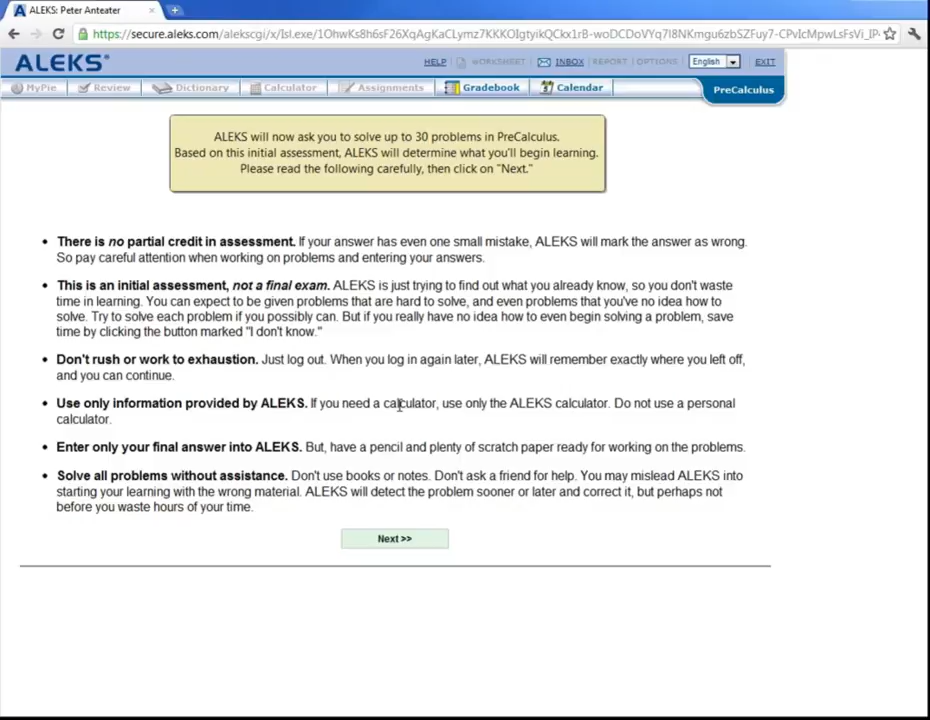 ALEKS: Peter Anteater
https://secure.aleks.com/alekscgi/x/Isl.exe/
ALEKS®
HELP WORKSHEET INBOX REPORT OPTIONS English EXIT
MyPie Review Dictionary Calculator Assignments Gradebook Calendar PreCalculus
ALEKS will now ask you to solve up to 30 problems in PreCalculus.
Based on this initial assessment, ALEKS will determine what you'll begin learning.
Please read the following carefully, then click on "Next."
• There is no partial credit in assessment. If your answer has even one small mistake, ALEKS will mark the answer as wrong.
So pay careful attention when working on problems and entering your answers.
• This is an initial assessment, not a final exam. ALEKS is just trying to find out what you already know, so you don't waste
time in learning. You can expect to be given problems that are hard to solve, and even problems that you've no idea how to
solve. Try to solve each problem if you possibly can. But if you really have no idea how to even begin solving a problem, save
time by clicking the button marked "I don't know."
• Don't rush or work to exhaustion. Just log out. When you log in again later, ALEKS will remember exactly where you left off,
and you can continue.
• Use only information provided by ALEKS. If you need a calculator, use only the ALEKS calculator. Do not use a personal
calculator.
• Enter only your final answer into ALEKS. But, have a pencil and plenty of scratch paper ready for working on the problems.
• Solve all problems without assistance. Don't use books or notes. Don't ask a friend for help. You may mislead ALEKS into
starting your learning with the wrong material. ALEKS will detect the problem sooner or later and correct it, but perhaps not
before you waste hours of your time.
Next >>